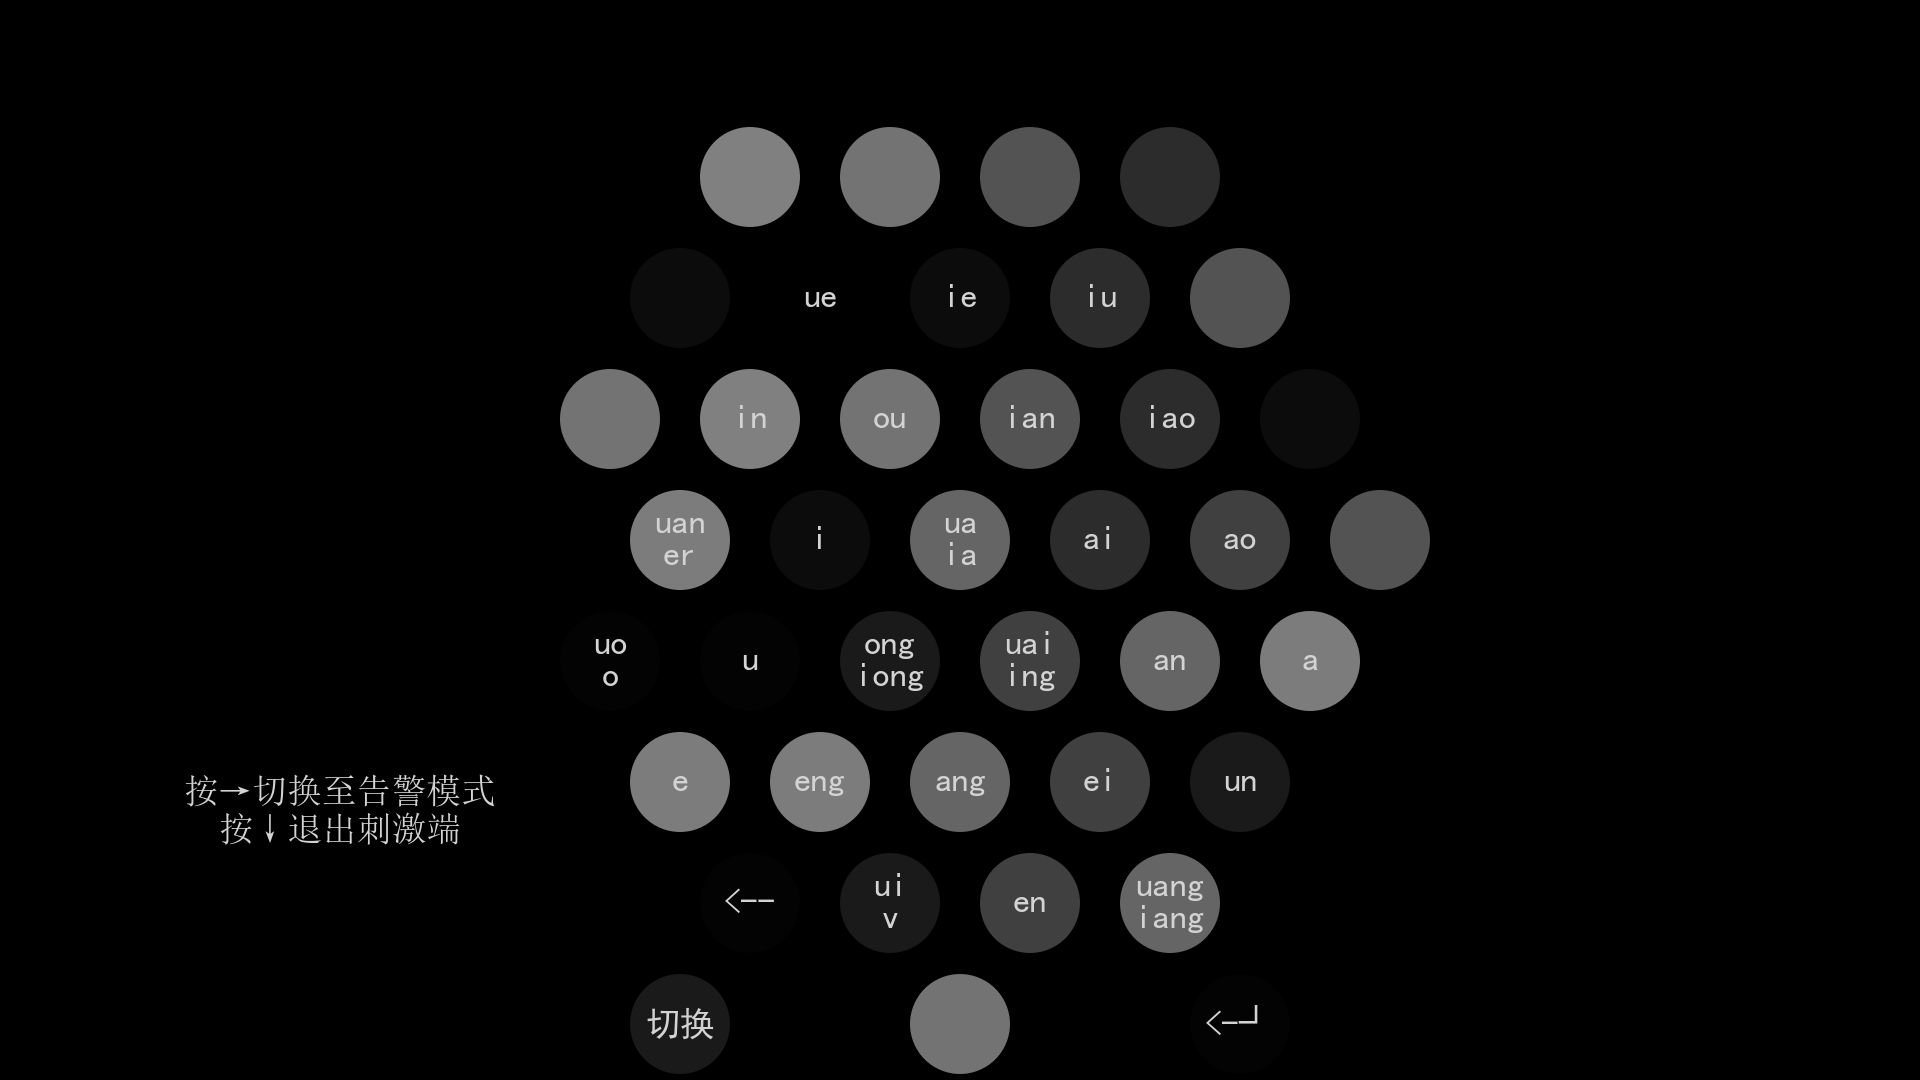 ue
ie
iu
in
ou
ian
iao
uan
er
i
ua
ia
ai
ao
uo
o
u
ong
iong
uai
ing
an
a
e
eng
ang
ei
un
按→切换至告警模式
按↓退出刺激端
<--
ui
v
en
uang
iang
切换
<-┘